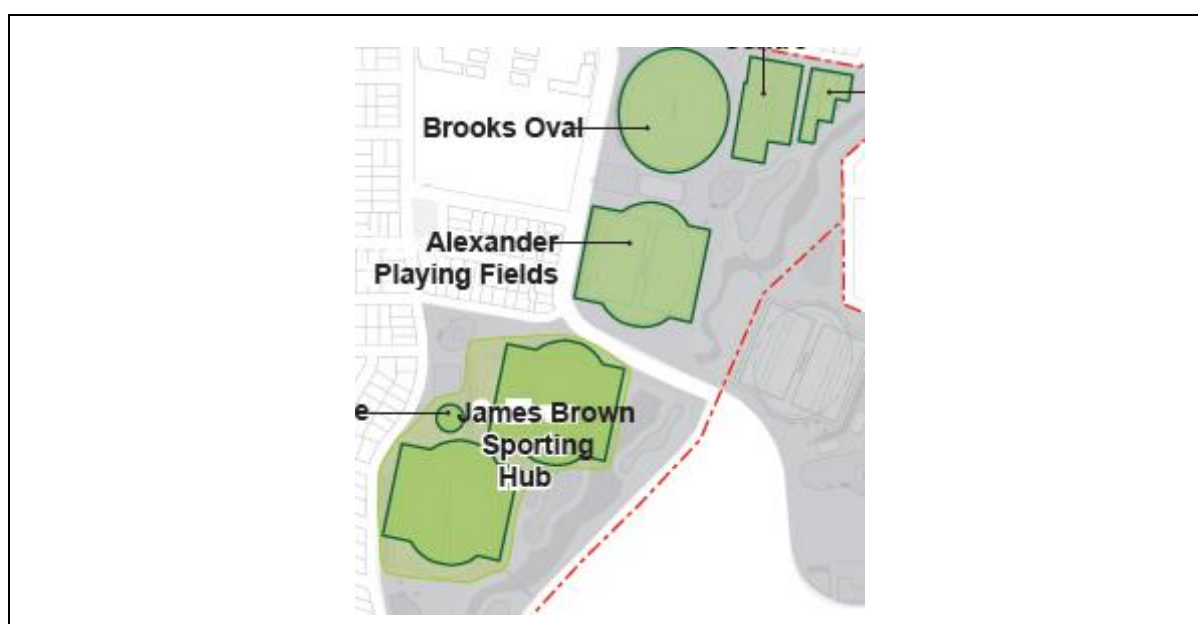 Brooks Oval
Alexander
Playing Fields
e
James Brown
Sporting
Hub